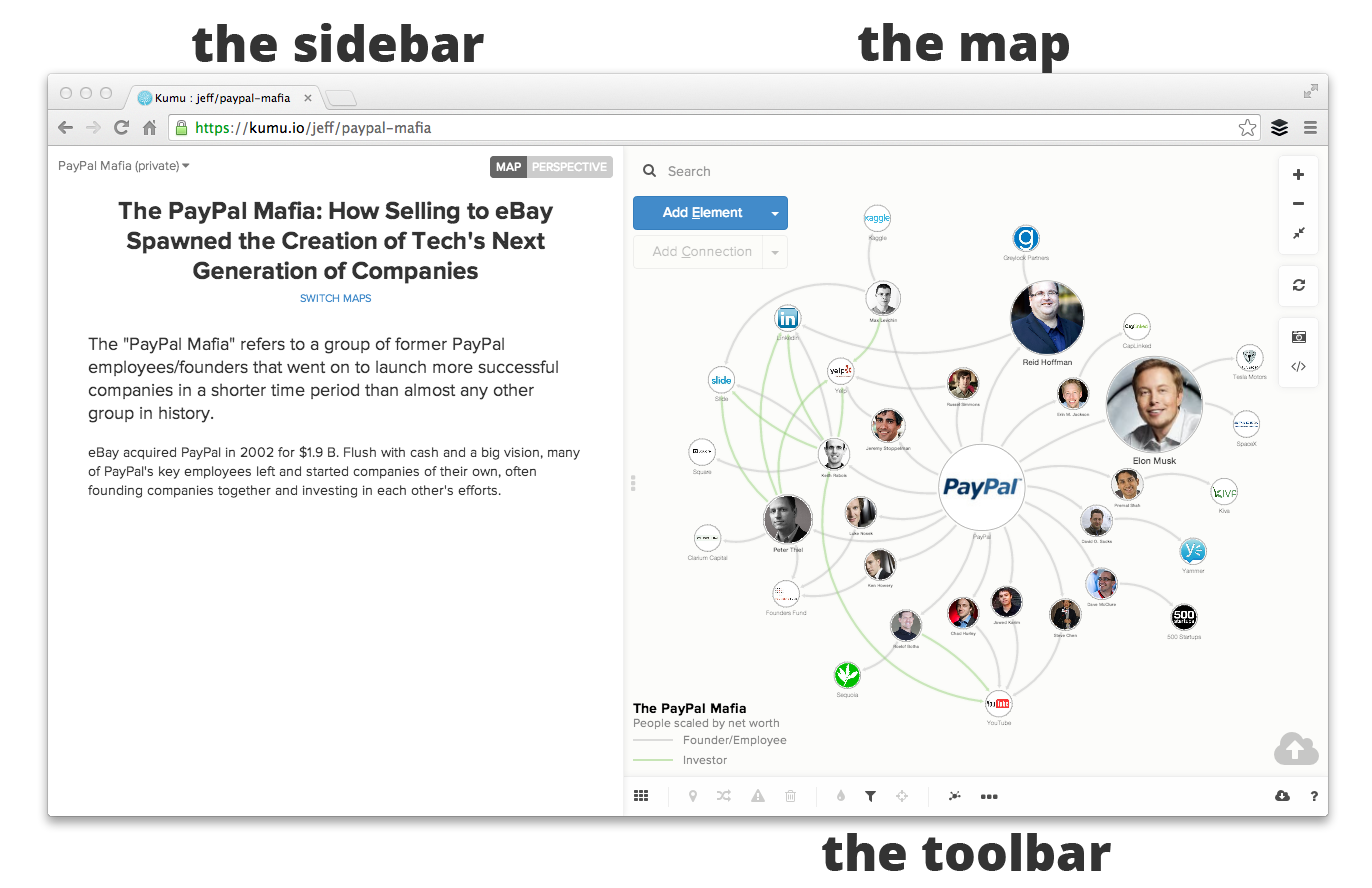 the sidebar
the map
Kumu : jeff/paypal-mafia
https://kumu.io/jeff/paypal-mafia
PayPal Mafia (private)
MAP PERSPECTIVE
The PayPal Mafia: How Selling to eBay
Spawned the Creation of Tech's Next
Generation of Companies
SWITCH MAPS
The "PayPal Mafia" refers to a group of former PayPal
employees/founders that went on to launch more successful
companies in a shorter time period than almost any other
group in history.
eBay acquired PayPal in 2002 for $1.9 B. Flush with cash and a big vision, many
of PayPal's key employees left and started companies of their own, often
founding companies together and investing in each other's efforts.
Search
Add Element
Add Connection
kaggle
Kaggle
Greylock Partners
Max Levchin
in
LinkedIn
Reid Hoffman
CapLinked
CapLinked
Tesla Motors
yelp
Yelp
slide
Slide
Russel Simmons
Erin W. Jackson
Elon Musk
SpaceX
Jeremy Stoppelman
Square
Keith Rabois
PayPal
PayPal
Premal Shah
KIVA
Kiva
Peter Thiel
Luke Nosek
David O. Sacks
Clarium Capital
Yammer
Ken Howery
Founders Fund
Dave McClure
Chad Hurley
Jawed Karim
Steve Chen
500
startups
500 Startups
Roelof Botha
Sequoia
YouTube
YouTube
The PayPal Mafia
People scaled by net worth
Founder/Employee
Investor
?
the toolbar